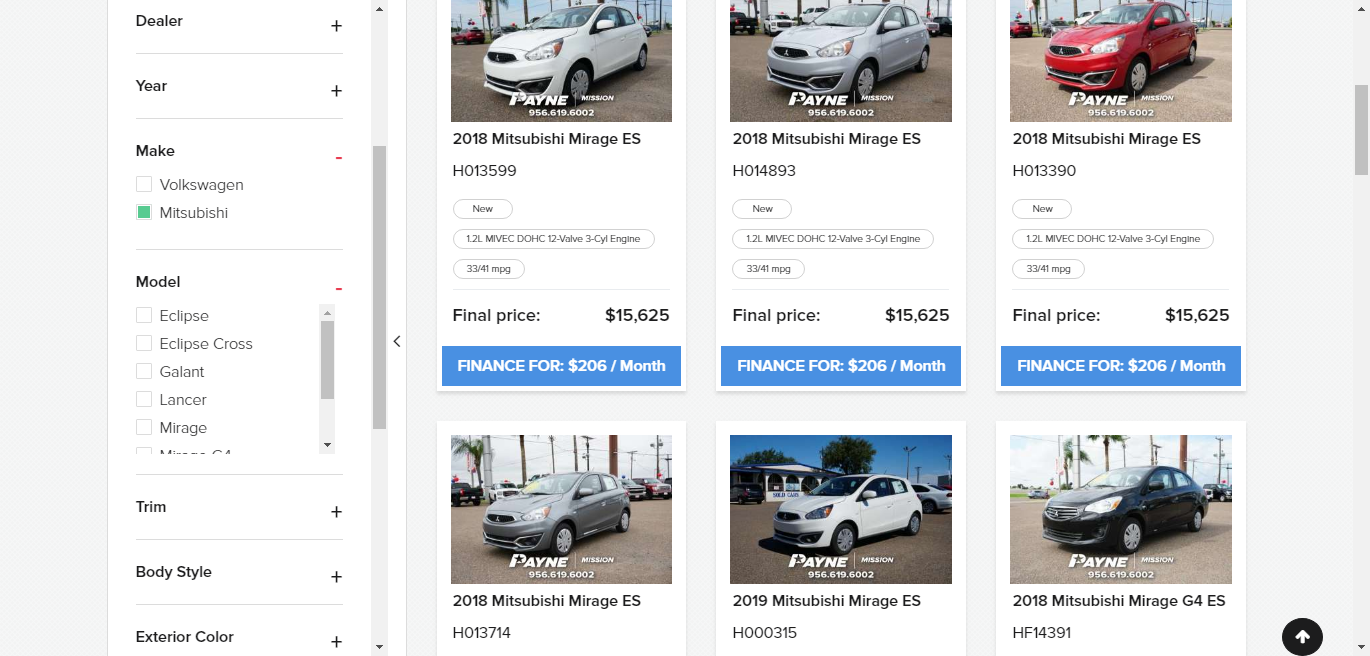 Dealer
+
Year
+
Make
-
Volkswagen
Mitsubishi
Model
-
Eclipse
Eclipse Cross
Galant
Lancer
Mirage
Mirage G4
Trim
+
Body Style
+
Exterior Color
+
PAYNE MISSION
956.619.6002
2018 Mitsubishi Mirage ES
H013599
New
1.2L MIVEC DOHC 12-Valve 3-Cyl Engine
33/41 mpg
Final price: $15,625
FINANCE FOR: $206 / Month
PAYNE MISSION
956.619.6002
2018 Mitsubishi Mirage ES
H014893
New
1.2L MIVEC DOHC 12-Valve 3-Cyl Engine
33/41 mpg
Final price: $15,625
FINANCE FOR: $206 / Month
PAYNE MISSION
956.619.6002
2018 Mitsubishi Mirage ES
H013390
New
1.2L MIVEC DOHC 12-Valve 3-Cyl Engine
33/41 mpg
Final price: $15,625
FINANCE FOR: $206 / Month
PAYNE MISSION
956.619.6002
2018 Mitsubishi Mirage ES
H013714
SOLD CARS
PAYNE MISSION
956.619.6002
2019 Mitsubishi Mirage ES
H000315
PAYNE MISSION
956.619.6002
2018 Mitsubishi Mirage G4 ES
HF14391